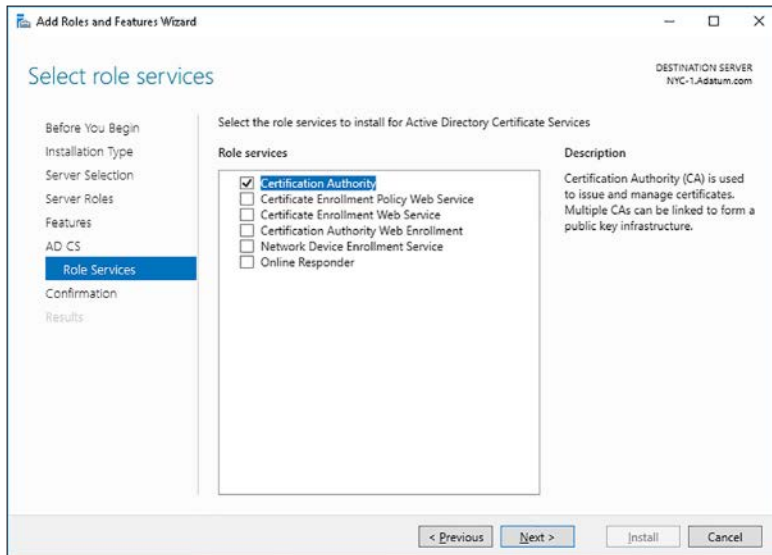 Add Roles and Features Wizard
Select role services
DESTINATION SERVER
NYC-1.Adatum.com
Before You Begin
Installation Type
Server Selection
Server Roles
Features
AD CS
Role Services
Confirmation
Results
Select the role services to install for Active Directory Certificate Services
Role services
Certification Authority
Certificate Enrollment Policy Web Service
Certificate Enrollment Web Service
Certification Authority Web Enrollment
Network Device Enrollment Service
Online Responder
Description
Certification Authority (CA) is used
to issue and manage certificates.
Multiple CAs can be linked to form a
public key infrastructure.
< Previous
Next >
Install
Cancel